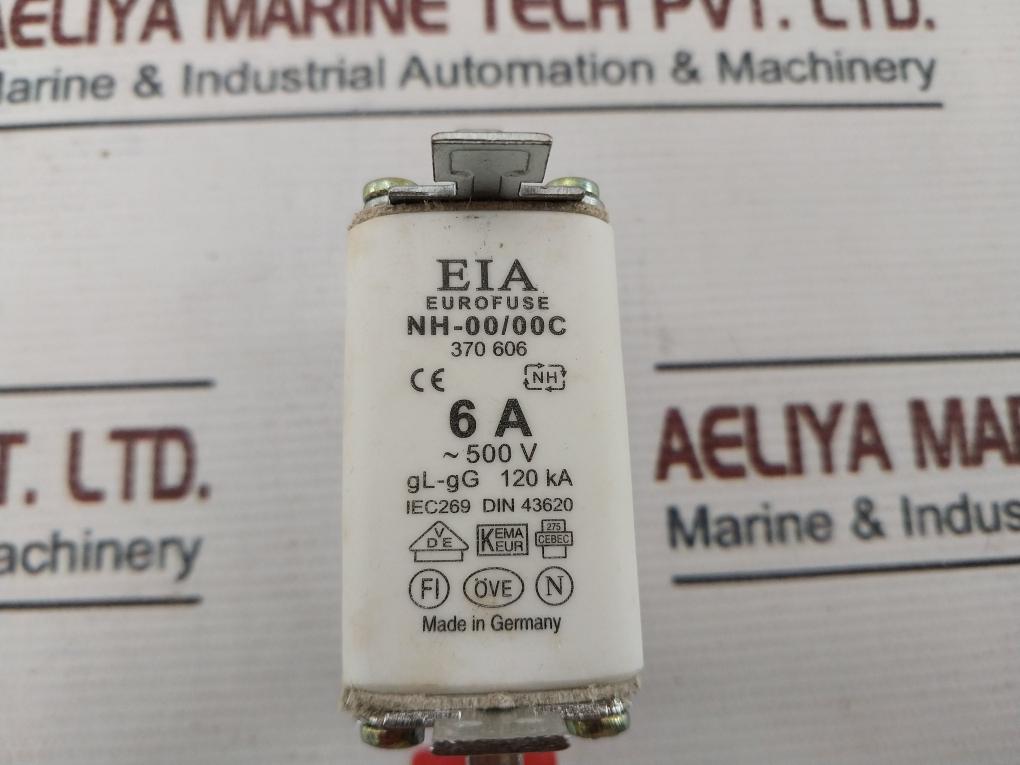 AELIYA MARINE TECH PVT. LTD.
Marine & Industrial Automation & Machinery
EIA
EUROFUSE
NH-00/00C
370 606
CE NH
6 A
~ 500 V
gL-gG 120 kA
IEC269 DIN 43620
VDE KEMA EUR 275 CEBEC
FI ÖVE N
Made in Germany
T. LTD.
achinery
AELIYA MAR
Marine & Indus